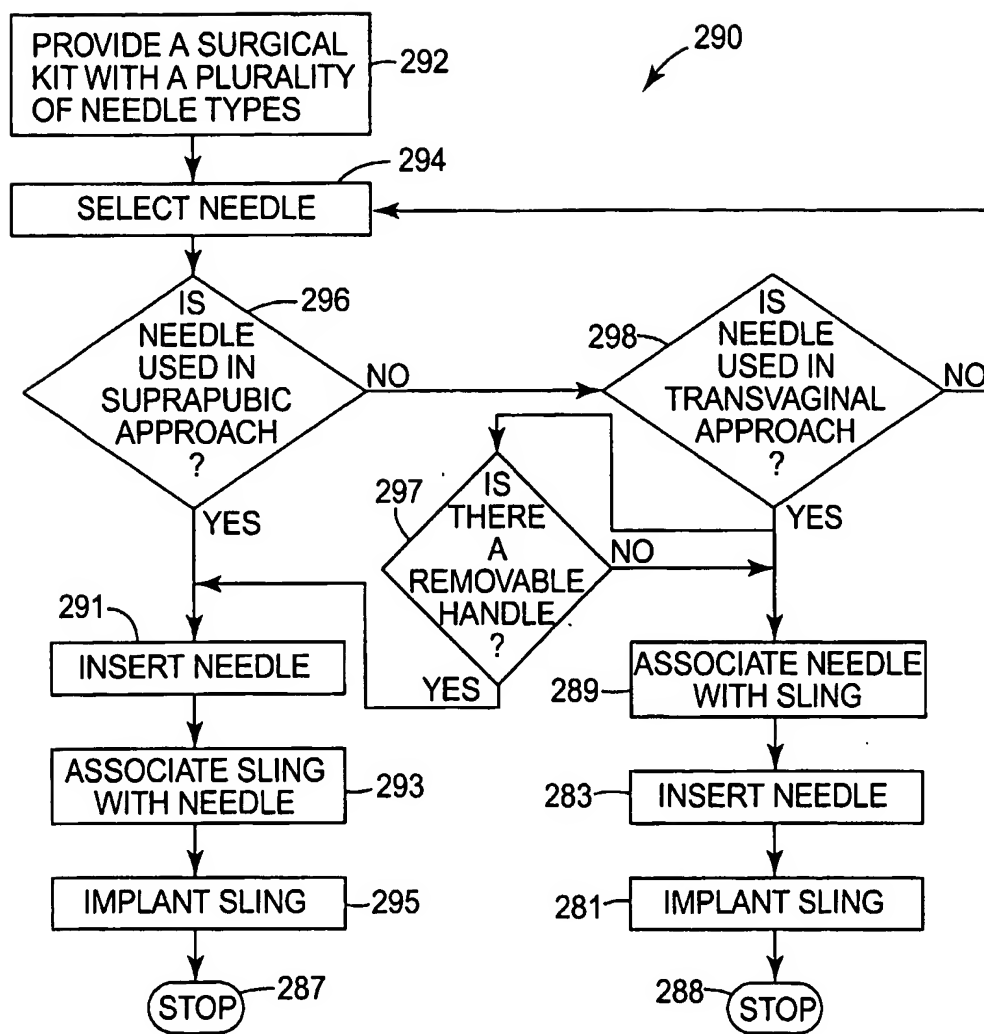 PROVIDE A SURGICAL
KIT WITH A PLURALITY
OF NEEDLE TYPES
292
290
294
SELECT NEEDLE
296
IS
NEEDLE
USED IN
SUPRAPUBIC
APPROACH
?
NO
YES
298
IS
NEEDLE
USED IN
TRANSVAGINAL
APPROACH
?
NO
YES
297
IS
THERE
A
REMOVABLE
HANDLE
?
NO
YES
291
INSERT NEEDLE
ASSOCIATE SLING
WITH NEEDLE
293
IMPLANT SLING
295
STOP
287
ASSOCIATE NEEDLE
WITH SLING
289
283
INSERT NEEDLE
281
IMPLANT SLING
288
STOP